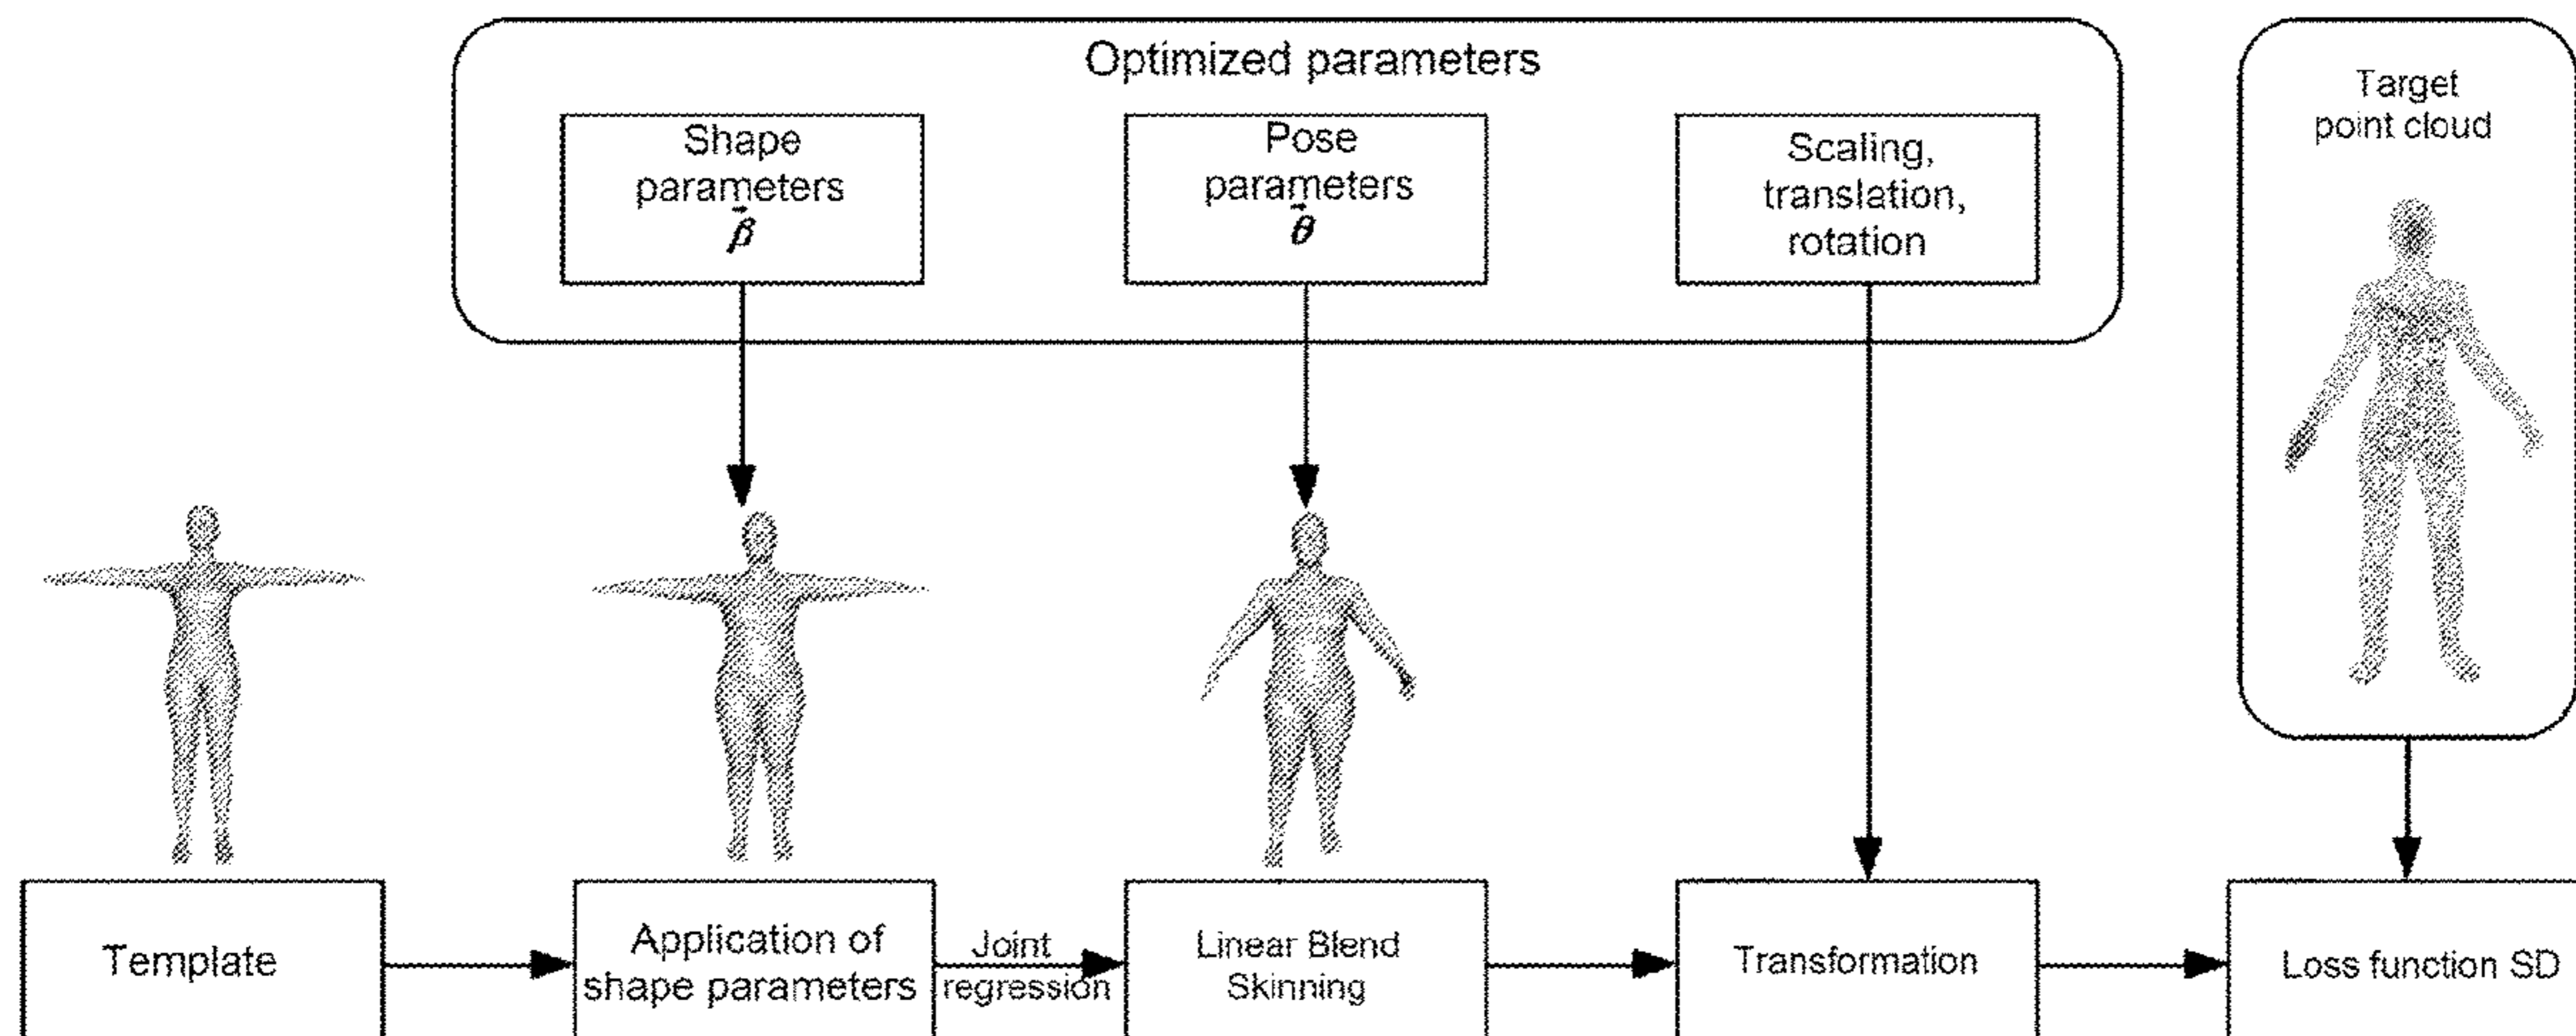 Optimized parameters
Shape
parameters
β⃗
Pose
parameters
θ⃗
Scaling,
translation,
rotation
Target
point cloud
Template
Application of
shape parameters
Joint
regression
Linear Blend
Skinning
Transformation
Loss function SD